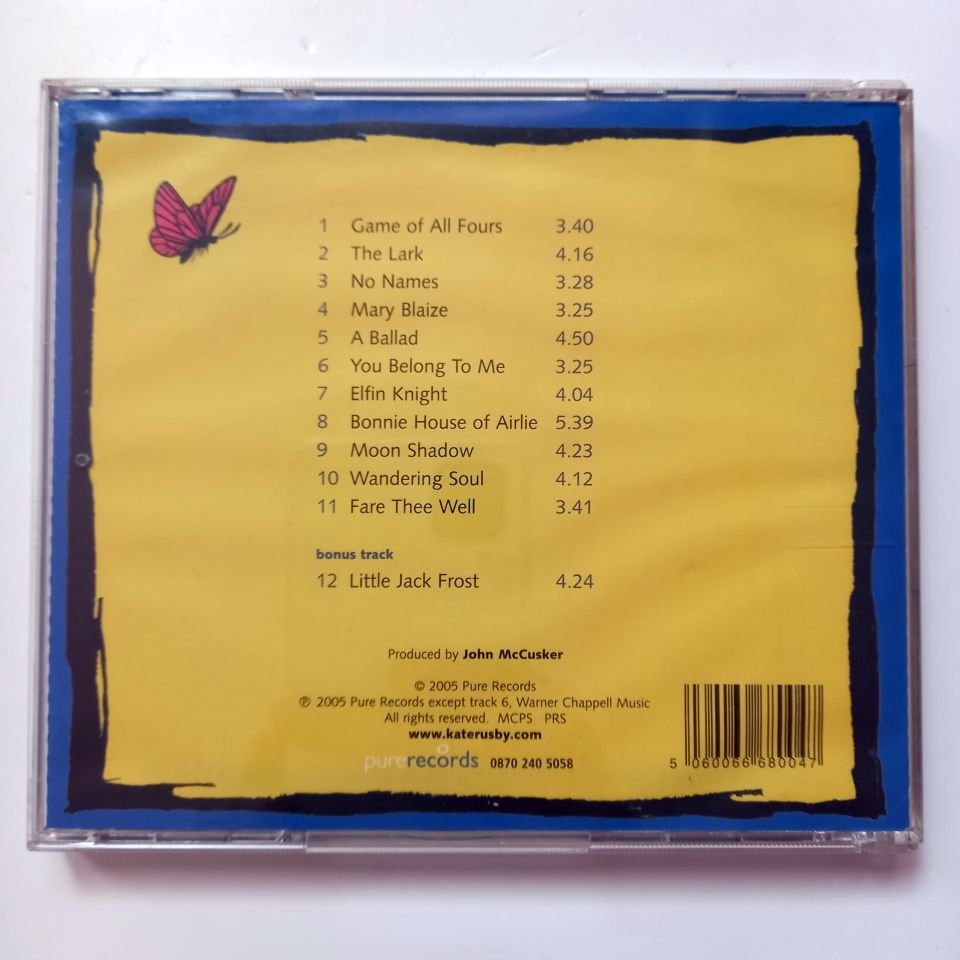 1 Game of All Fours 3.40
2 The Lark 4.16
3 No Names 3.28
4 Mary Blaize 3.25
5 A Ballad 4.50
6 You Belong To Me 3.25
7 Elfin Knight 4.04
8 Bonnie House of Airlie 5.39
9 Moon Shadow 4.23
10 Wandering Soul 4.12
11 Fare Thee Well 3.41
bonus track
12 Little Jack Frost 4.24
Produced by John McCusker
© 2005 Pure Records
℗ 2005 Pure Records except track 6, Warner Chappell Music
All rights reserved. MCPS PRS
www.katerusby.com
purerecords 0870 240 5058
5 060066 680047